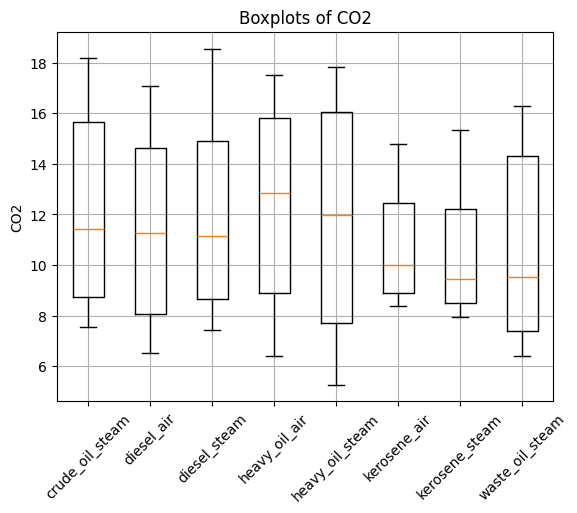 Boxplots of CO2
18
16
14
12
10
8
6
CO2
crude_oil_steam
diesel_air
diesel_steam
heavy_oil_air
heavy_oil_steam
kerosene_air
kerosene_steam
waste_oil_steam